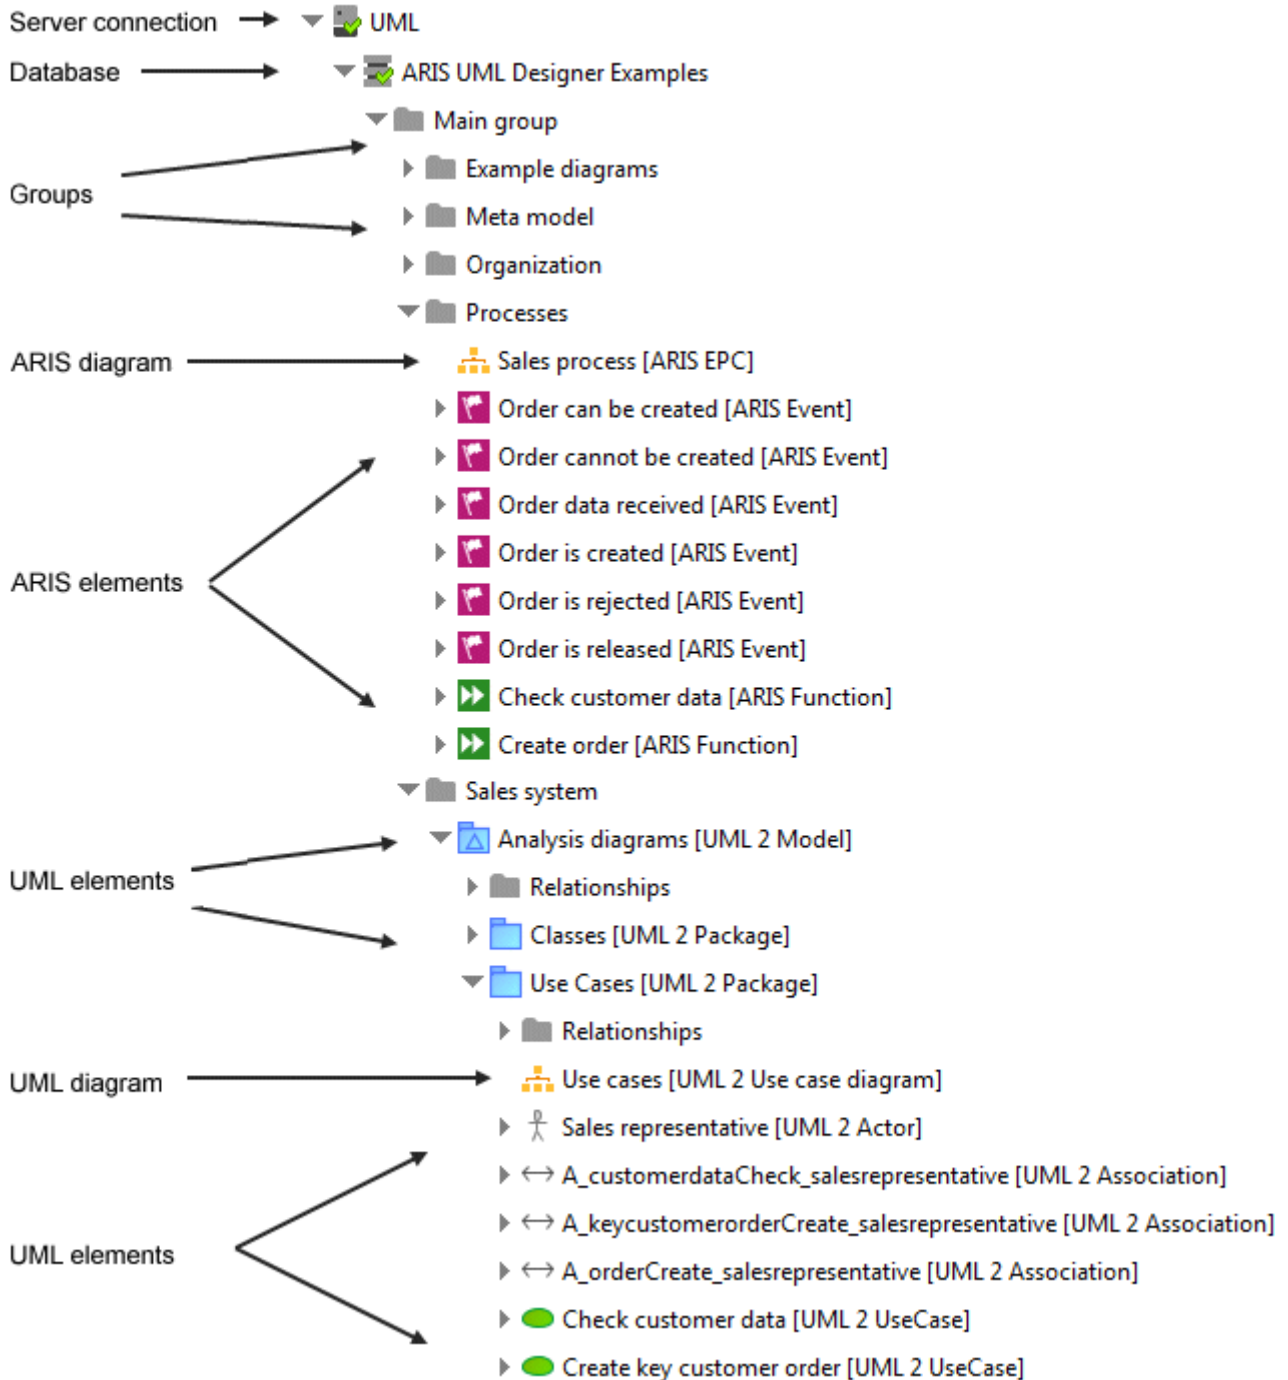 Server connection UML
Database ARIS UML Designer Examples
Main group
Example diagrams
Groups
Meta model
Organization
Processes
ARIS diagram Sales process [ARIS EPC]
Order can be created [ARIS Event]
Order cannot be created [ARIS Event]
Order data received [ARIS Event]
Order is created [ARIS Event]
ARIS elements
Order is rejected [ARIS Event]
Order is released [ARIS Event]
Check customer data [ARIS Function]
Create order [ARIS Function]
Sales system
Analysis diagrams [UML 2 Model]
UML elements
Relationships
Classes [UML 2 Package]
Use Cases [UML 2 Package]
Relationships
UML diagram Use cases [UML 2 Use case diagram]
Sales representative [UML 2 Actor]
A_customerdataCheck_salesrepresentative [UML 2 Association]
A_keycustomerorderCreate_salesrepresentative [UML 2 Association]
UML elements
A_orderCreate_salesrepresentative [UML 2 Association]
Check customer data [UML 2 UseCase]
Create key customer order [UML 2 UseCase]